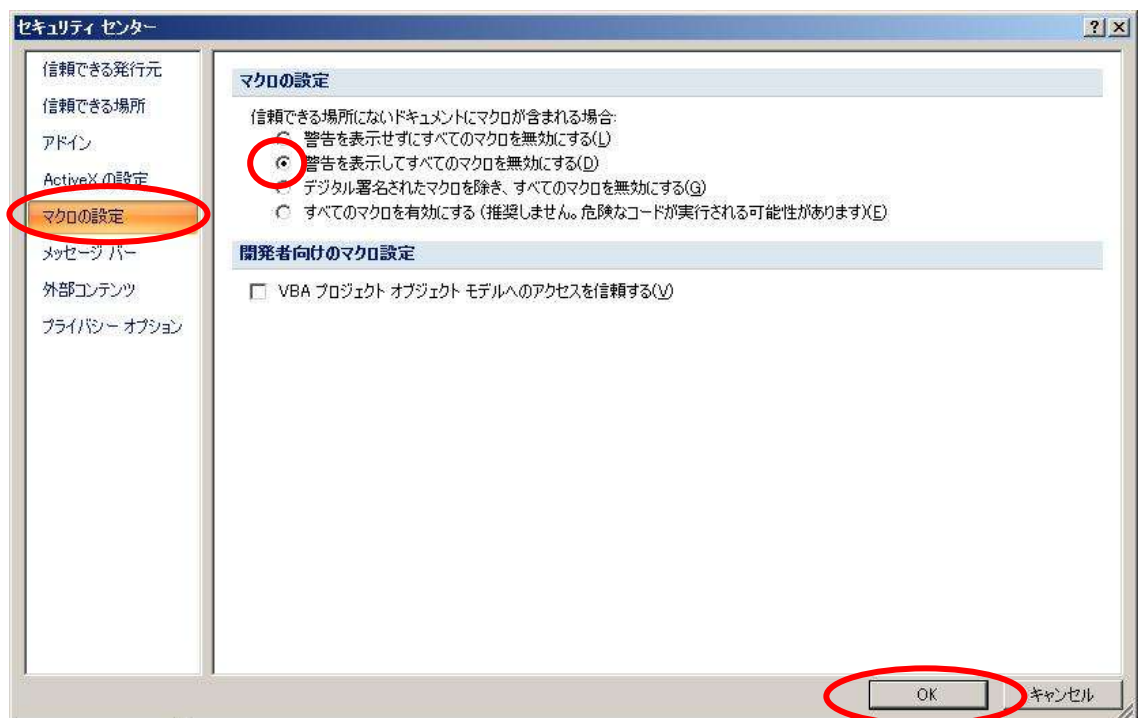 セキュリティ センター
信頼できる発行元
信頼できる場所
アドイン
ActiveX の設定
マクロの設定
メッセージ バー
外部コンテンツ
プライバシー オプション
マクロの設定
信頼できる場所にないドキュメントにマクロが含まれる場合:
警告を表示せずにすべてのマクロを無効にする(L)
警告を表示してすべてのマクロを無効にする(D)
デジタル署名されたマクロを除き、すべてのマクロを無効にする(G)
すべてのマクロを有効にする (推奨しません。危険なコードが実行される可能性があります)(E)
開発者向けのマクロ設定
VBA プロジェクト オブジェクト モデルへのアクセスを信頼する(V)
OK
キャンセル